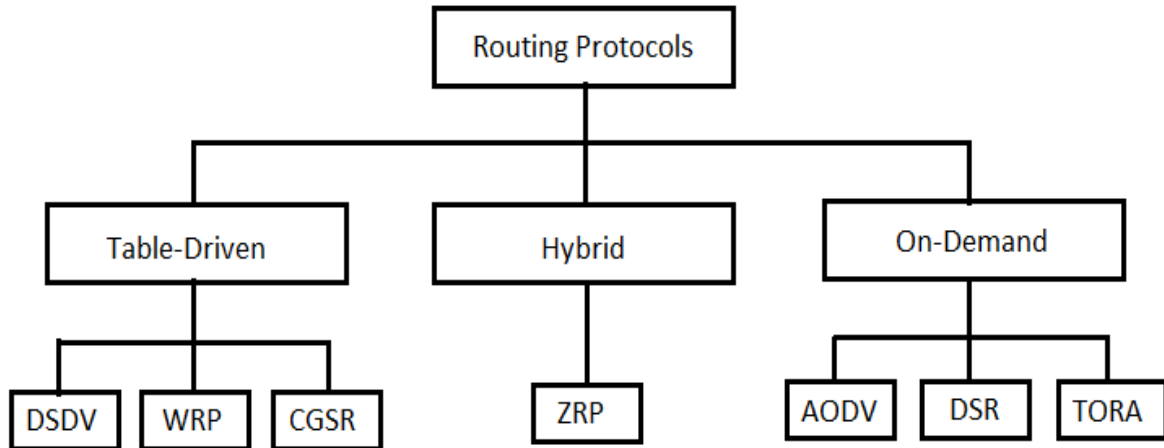 Routing Protocols
Table-Driven
Hybrid
On-Demand
DSDV
WRP
CGSR
ZRP
AODV
DSR
TORA